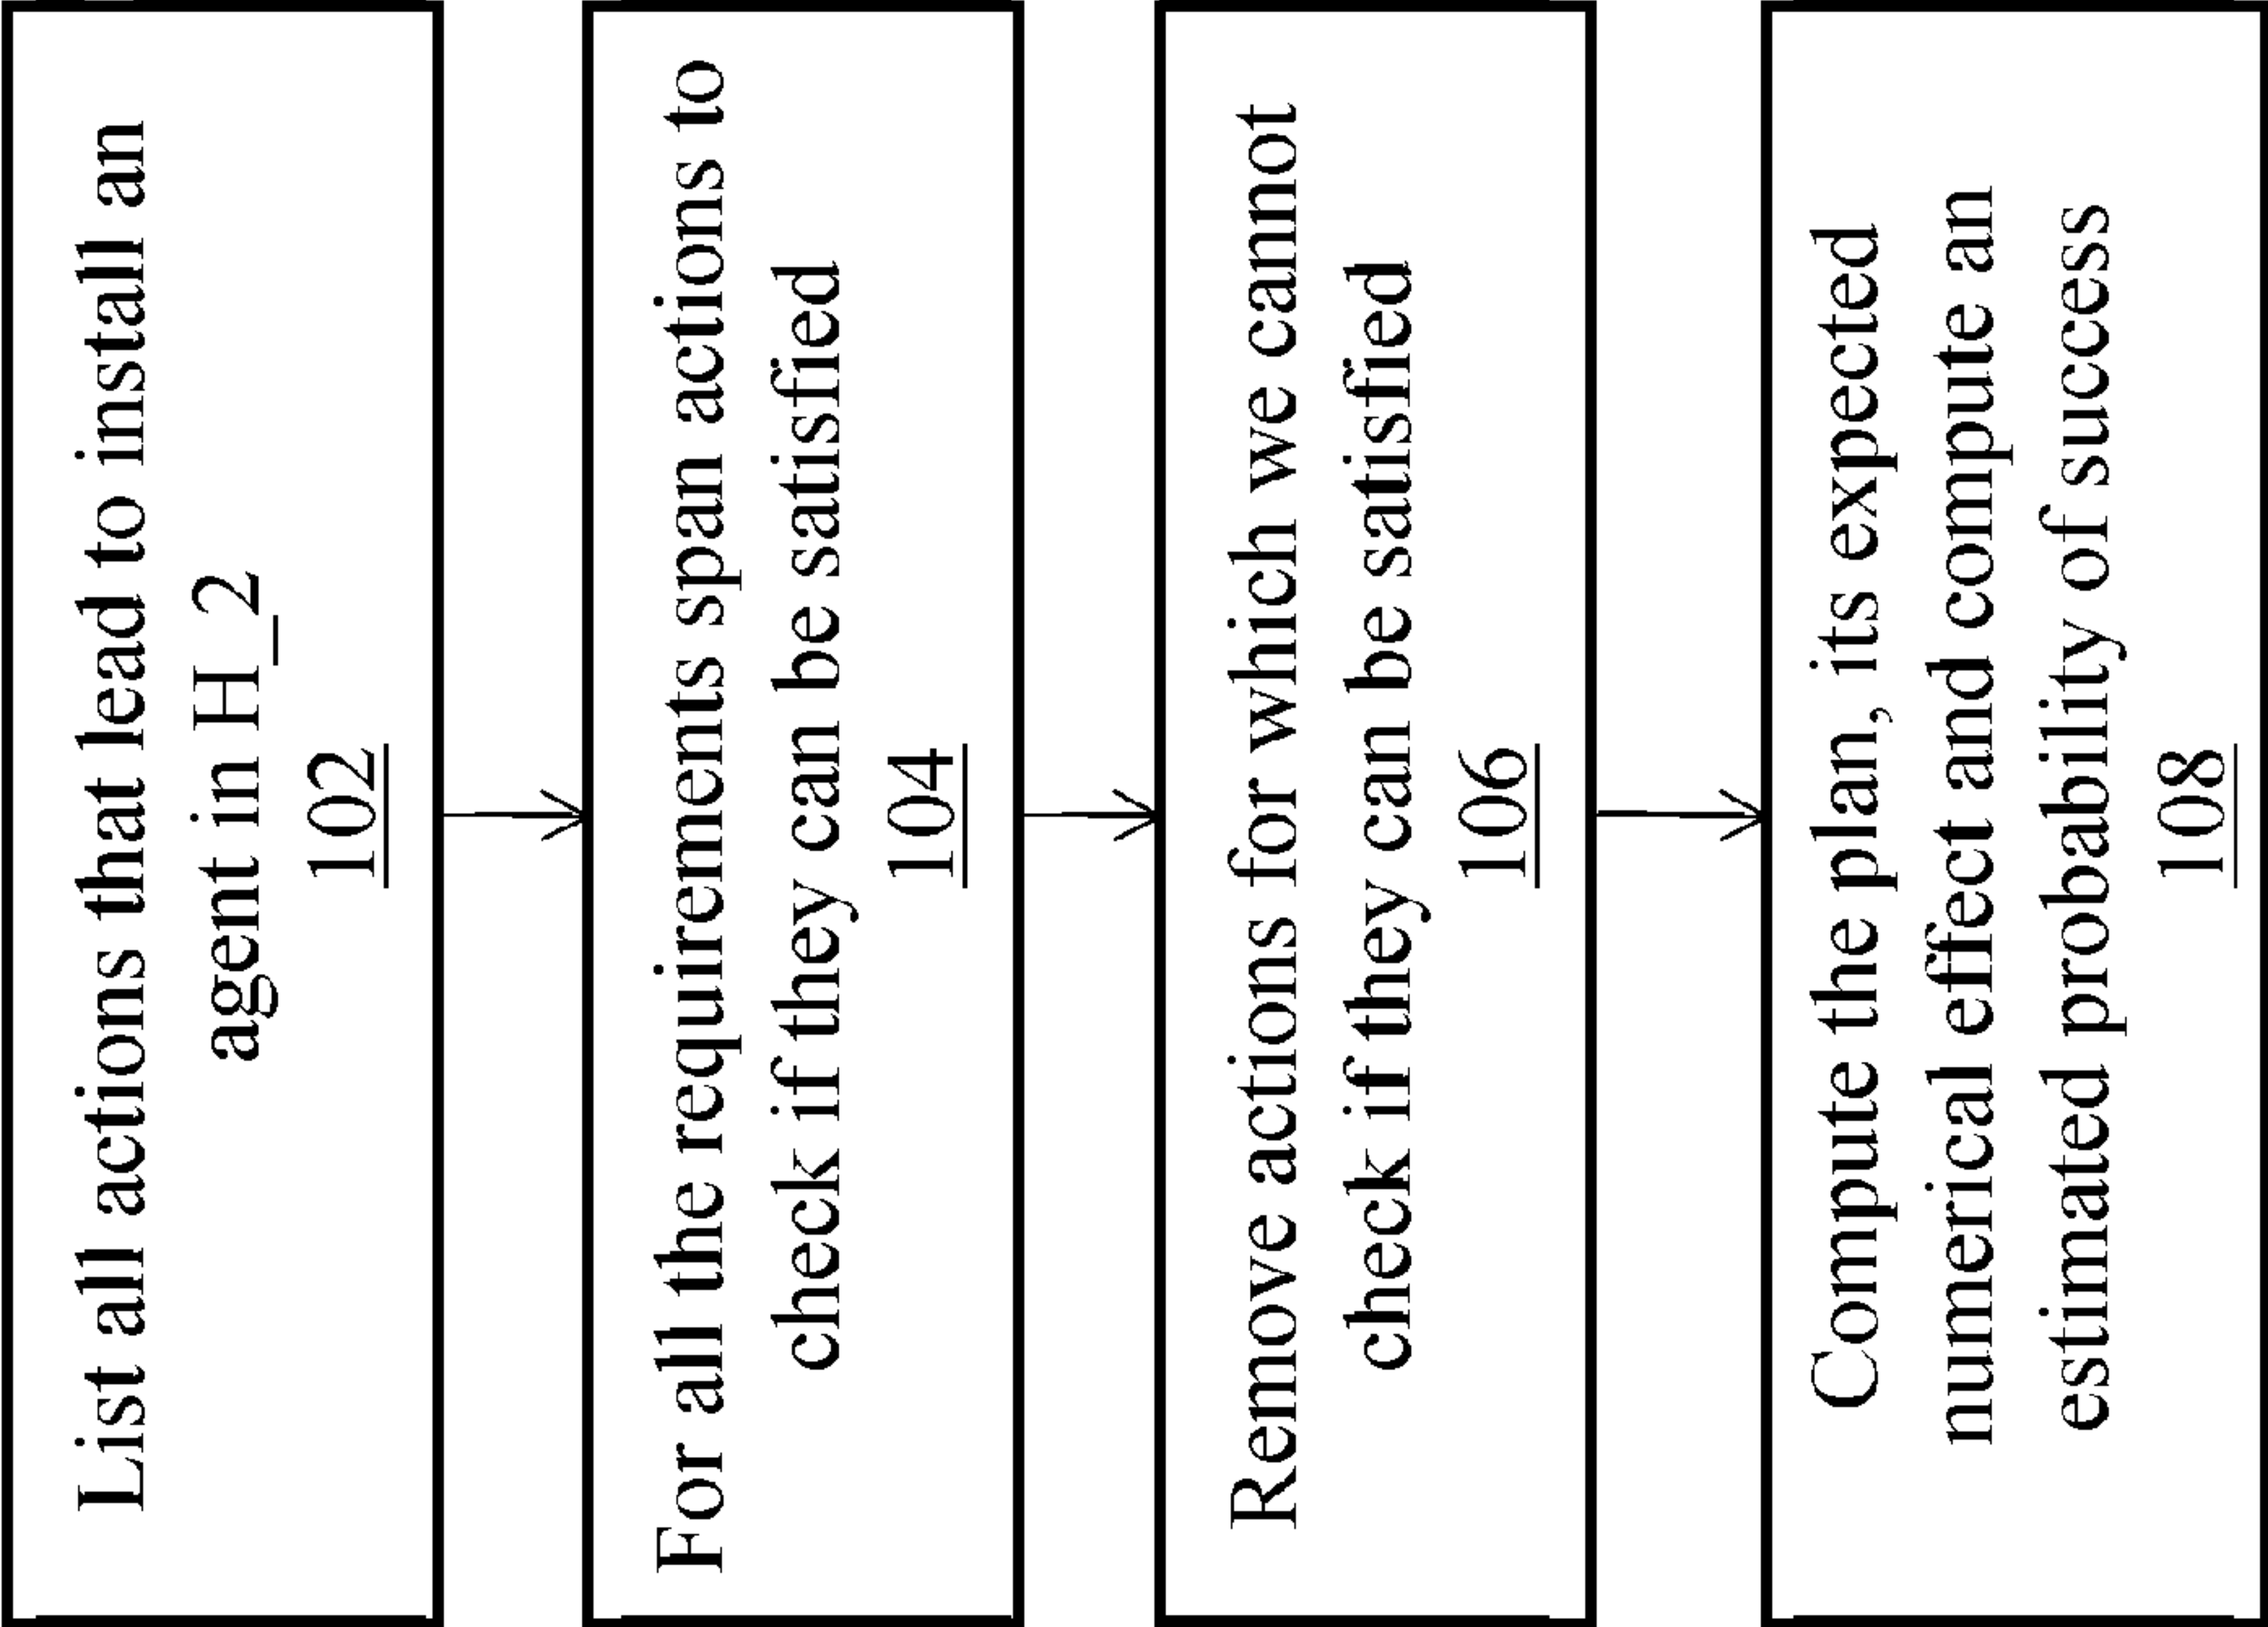 List all actions that lead to install an
agent in H_2
102
For all the requirements span actions to
check if they can be satisfied
104
Remove actions for which we cannot
check if they can be satisfied
106
Compute the plan, its expected
numerical effect and compute an
estimated probability of success
108